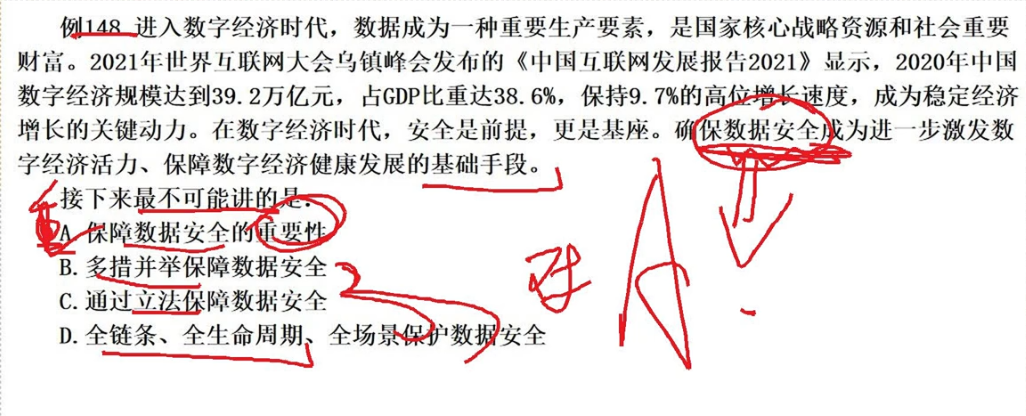 例148 进入数字经济时代，数据成为一种重要生产要素，是国家核心战略资源和社会重要
财富。2021年世界互联网大会乌镇峰会发布的《中国互联网发展报告2021》显示，2020年中国
数字经济规模达到39.2万亿元，占GDP比重达38.6%，保持9.7%的高位增长速度，成为稳定经济
增长的关键动力。在数字经济时代，安全是前提，更是基座。确保数据安全成为进一步激发数
字经济活力、保障数字经济健康发展的基础手段。
接下来最不可能讲的是：
A.保障数据安全的重要性
B.多措并举保障数据安全
C.通过立法保障数据安全
D.全链条、全生命周期、全场景保护数据安全
对
A